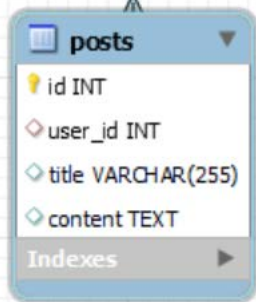 posts
id INT
user_id INT
title VARCHAR(255)
content TEXT
Indexes